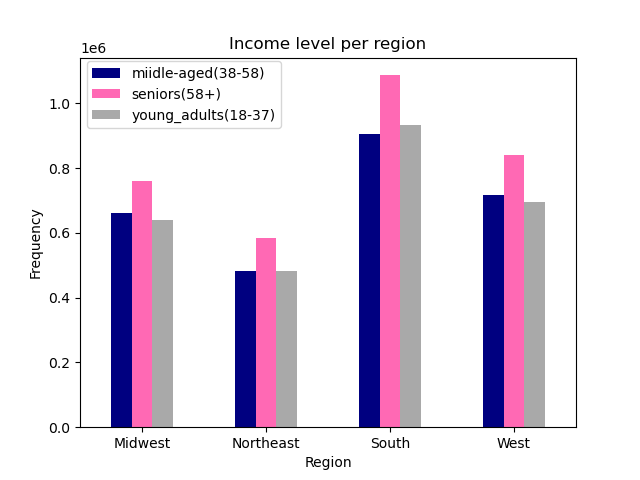 Income level per region
1e6
miidle-aged(38-58)
seniors(58+)
young_adults(18-37)
1.0
0.8
0.6
0.4
0.2
0.0
Frequency
Midwest Northeast South West
Region